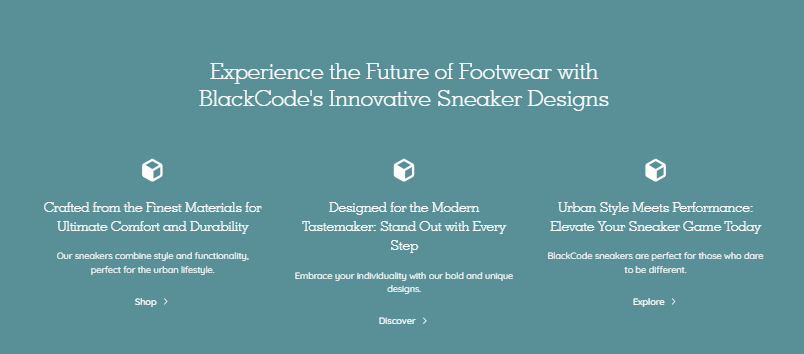 Experience the Future of Footwear with
BlackCode's Innovative Sneaker Designs
Crafted from the Finest Materials for
Ultimate Comfort and Durability
Our sneakers combine style and functionality,
perfect for the urban lifestyle.
Shop
Designed for the Modern
Tastemaker: Stand Out with Every
Step
Embrace your individuality with our bold and unique
designs.
Discover
Urban Style Meets Performance:
Elevate Your Sneaker Game Today
BlackCode sneakers are perfect for those who dare
to be different.
Explore